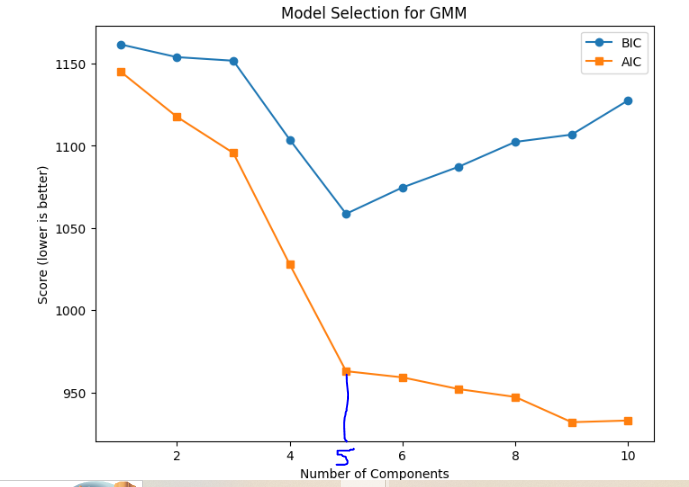 Model Selection for GMM
BIC
AIC
1150
1100
1050
1000
950
Score (lower is better)
2 4 5 6 8 10
Number of Components